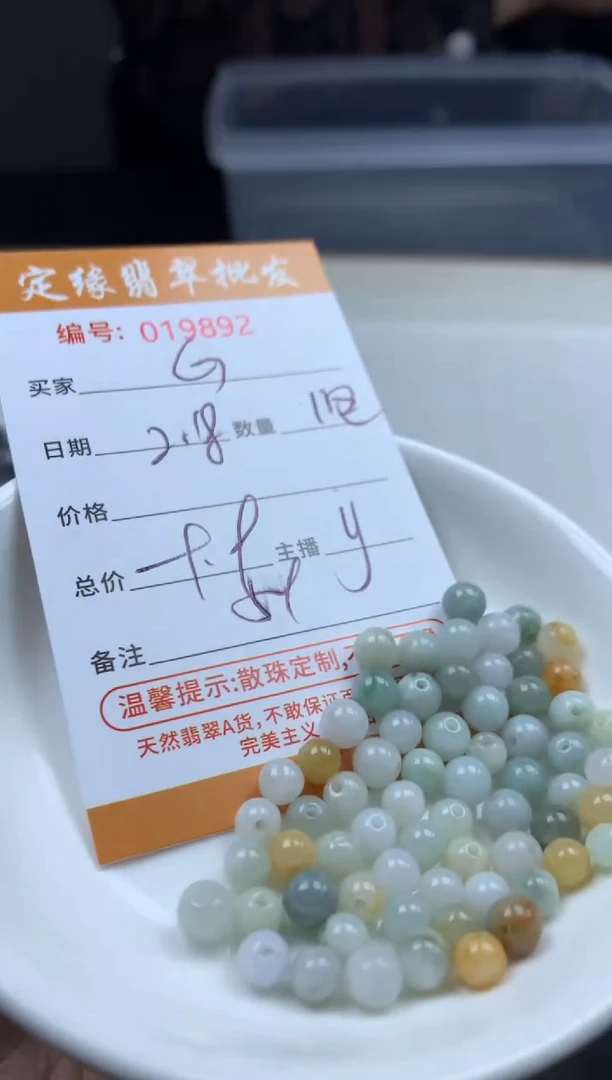 定缘翡翠批发
编号: 019892
买家 G
日期 2.18 数量
价格
总价 主播 y
备注
温馨提示:散珠定制,
天然翡翠A货,不敢保证
完美主义